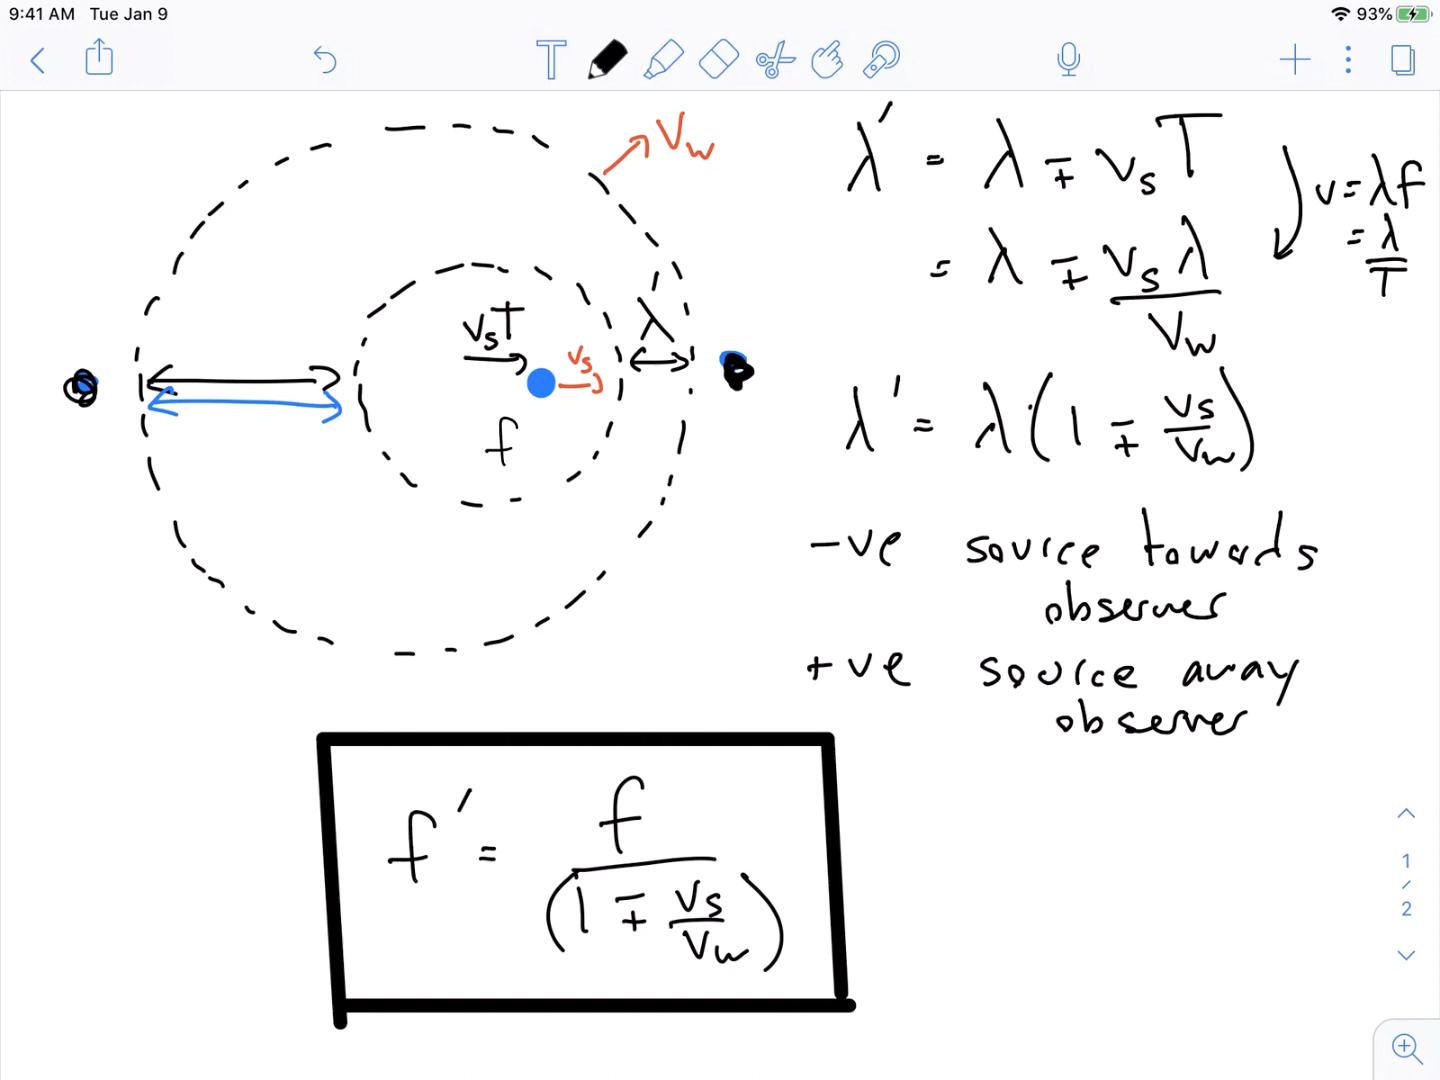 9:41 AM Tue Jan 9
93%
T
V_w
λ' = λ ∓ v_s T
v = λf
= λ/T
= λ ∓ v_s λ / V_w
v_s T
λ'
v_s
f
λ' = λ(1 ∓ v_s/V_w)
-ve source towards
observer
+ve source away
observer
f' = f / (1 ∓ v_s/V_w)
1
/
2